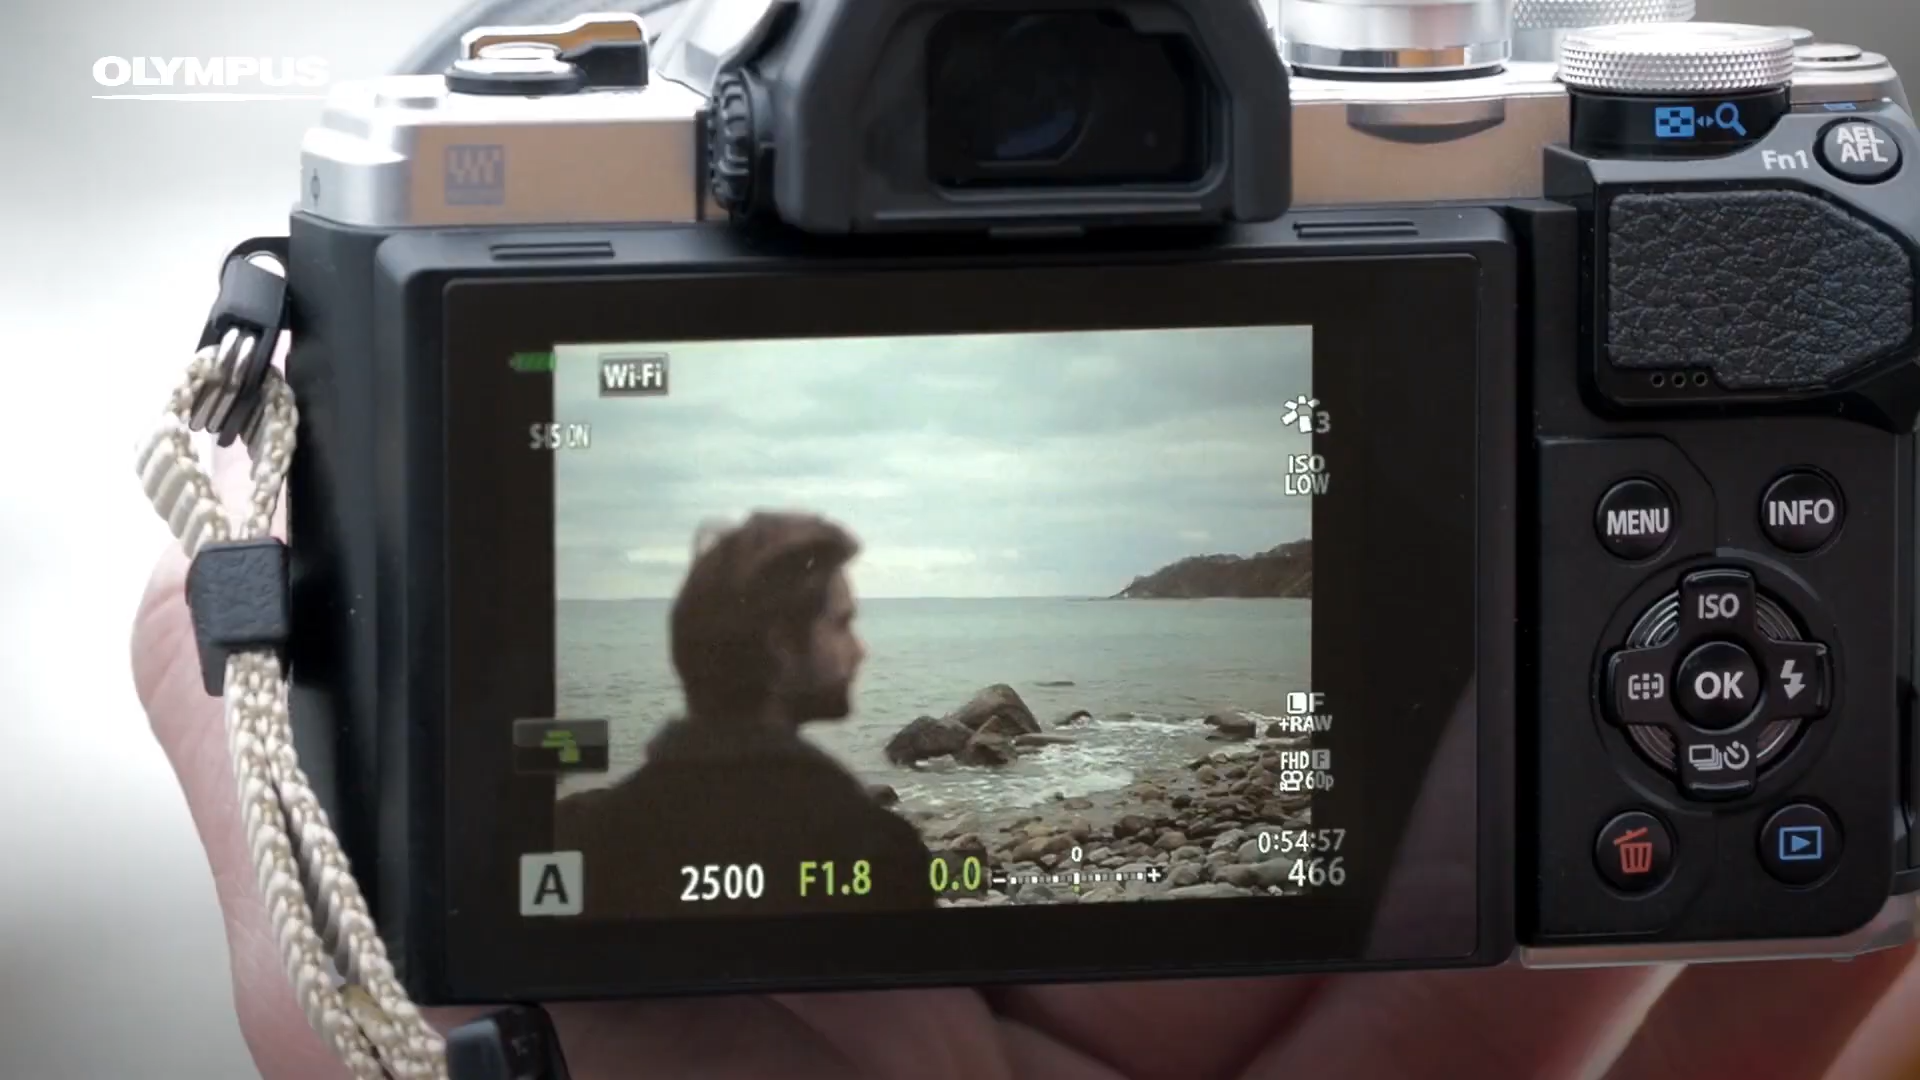 OLYMPUS
Fn1
AEL
AFL
Wi-Fi
S-IS ON
3
ISO
LOW
MENU
INFO
ISO
OK
LF
+RAW
FHD F
60p
0:54:57
466
A
2500 F1.8 0.0
0
- +